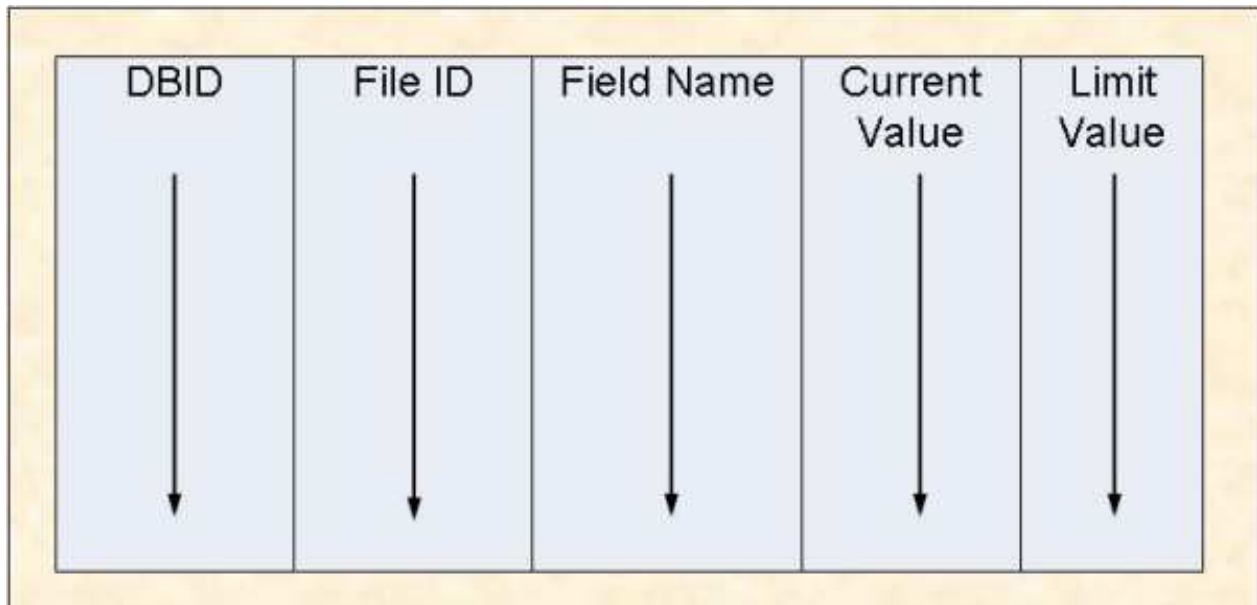 DBID
File ID
Field Name
Current
Value
Limit
Value